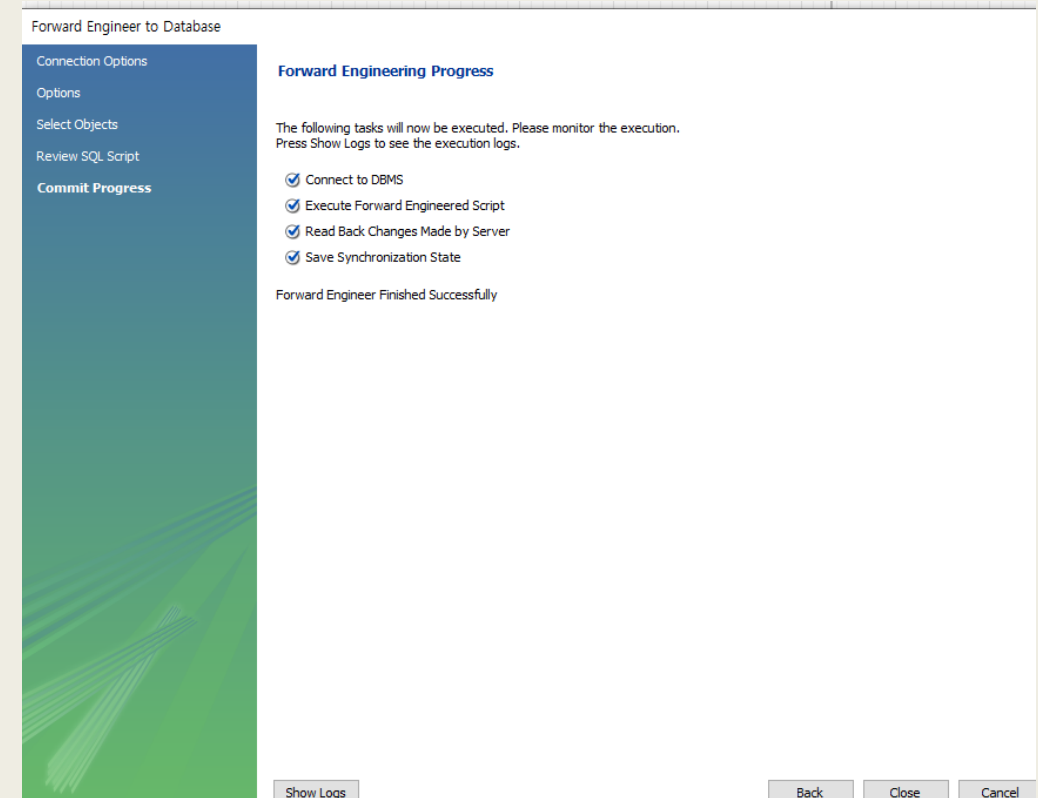 Forward Engineer to Database
Connection Options
Options
Select Objects
Review SQL Script
Commit Progress
Forward Engineering Progress
The following tasks will now be executed. Please monitor the execution.
Press Show Logs to see the execution logs.
Connect to DBMS
Execute Forward Engineered Script
Read Back Changes Made by Server
Save Synchronization State
Forward Engineer Finished Successfully
Show Logs
Back
Close
Cancel